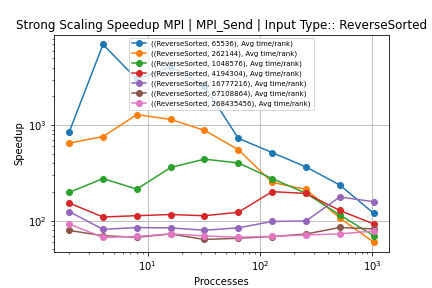 Strong Scaling Speedup MPI | MPI_Send | Input Type:: ReverseSorted
((ReverseSorted, 65536), Avg time/rank)
((ReverseSorted, 262144), Avg time/rank)
((ReverseSorted, 1048576), Avg time/rank)
((ReverseSorted, 4194304), Avg time/rank)
((ReverseSorted, 16777216), Avg time/rank)
((ReverseSorted, 67108864), Avg time/rank)
((ReverseSorted, 268435456), Avg time/rank)
Speedup
10³
10²
10¹
10²
10³
Proccesses